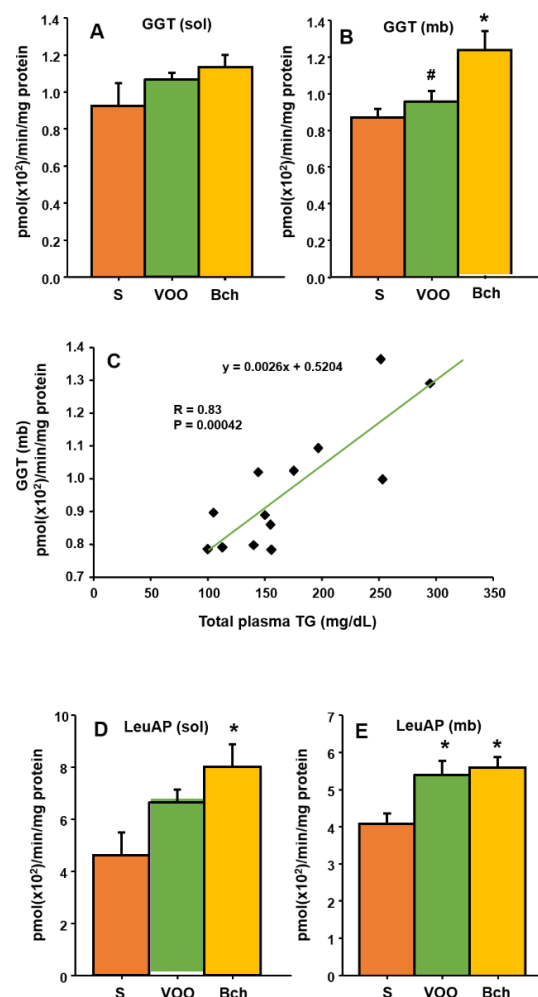 A
GGT (sol)
pmol(x10²)/min/mg protein
1.4
1.2
1.0
0.8
0.6
0.4
0.2
0.0
S VOO Bch
B
GGT (mb)
pmol(x10²)/min/mg protein
1.4
1.2
1.0
0.8
0.6
0.4
1.2
0.0
#
*
S VOO Bch
C
GGT (mb)
pmol(x10²)/min/mg protein
1.4
1.3
1.2
1.1
1.0
0.9
0.8
0.7
y = 0.0026x + 0.5204
R = 0.83
P = 0.00042
0 50 100 150 200 250 300 350
Total plasma TG (mg/dL)
D
LeuAP (sol)
pmol(x10²)/min/mg protein
10
8
6
4
2
0
*
S VOO Bch
E
LeuAP (mb)
pmol(x10²)/min/mg protein
7
6
5
4
3
2
1
0
* *
S VOO Bch